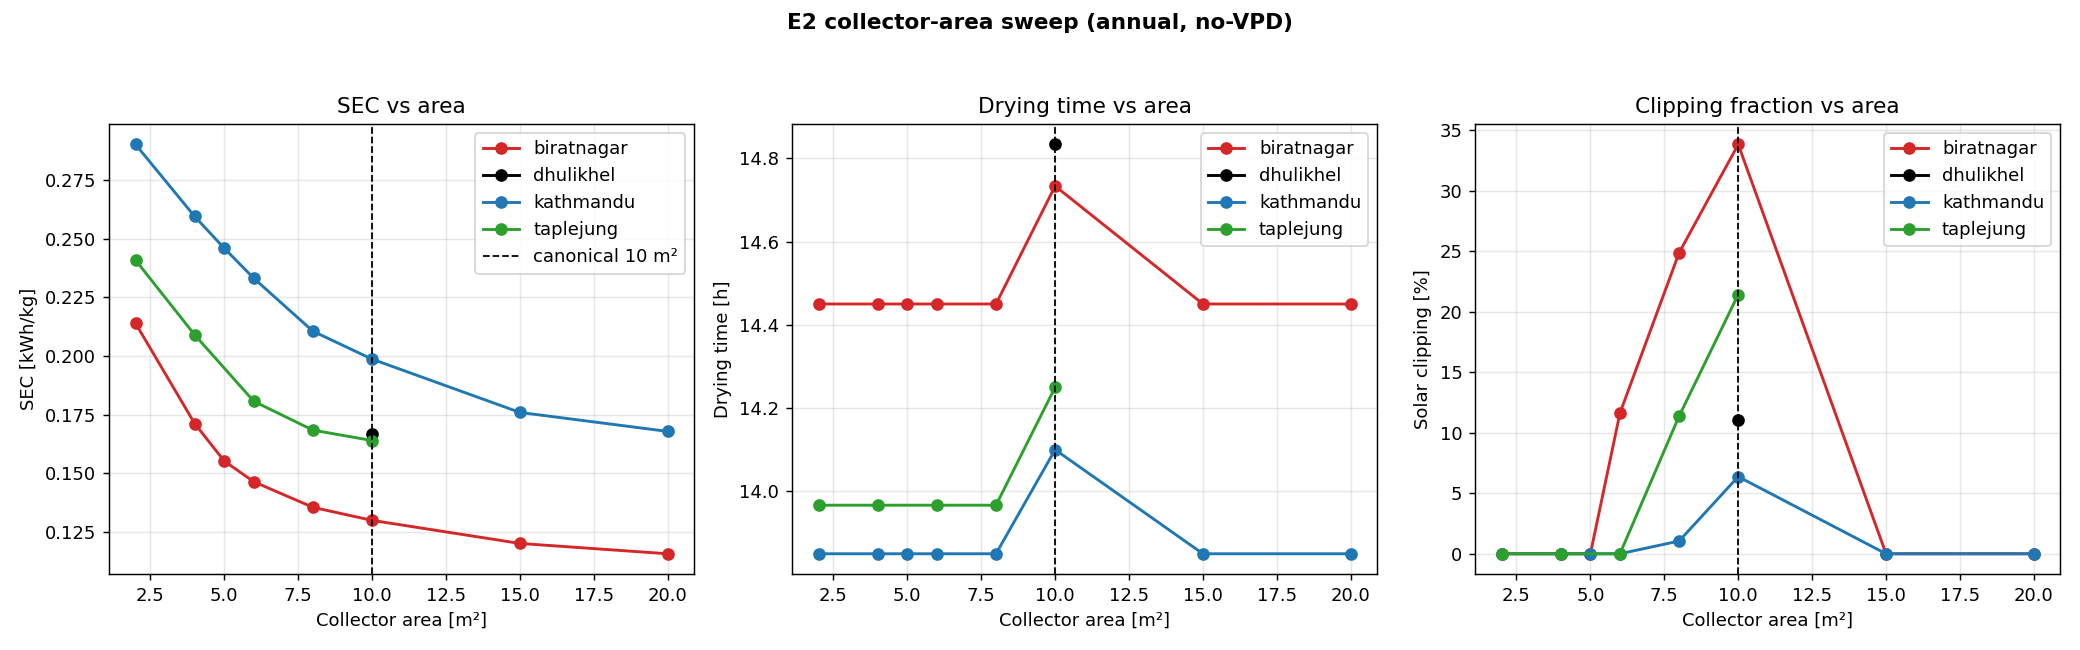 E2 collector-area sweep (annual, no-VPD)
SEC vs area
SEC [kWh/kg]
0.275
0.250
0.225
0.200
0.175
0.150
0.125
biratnagar
dhulikhel
kathmandu
taplejung
canonical 10 m²
2.5 5.0 7.5 10.0 12.5 15.0 17.5 20.0
Collector area [m²]
Drying time vs area
Drying time [h]
14.8
14.6
14.4
14.2
14.0
biratnagar
dhulikhel
kathmandu
taplejung
2.5 5.0 7.5 10.0 12.5 15.0 17.5 20.0
Collector area [m²]
Clipping fraction vs area
Solar clipping [%]
35
30
25
20
15
10
5
0
biratnagar
dhulikhel
kathmandu
taplejung
2.5 5.0 7.5 10.0 12.5 15.0 17.5 20.0
Collector area [m²]